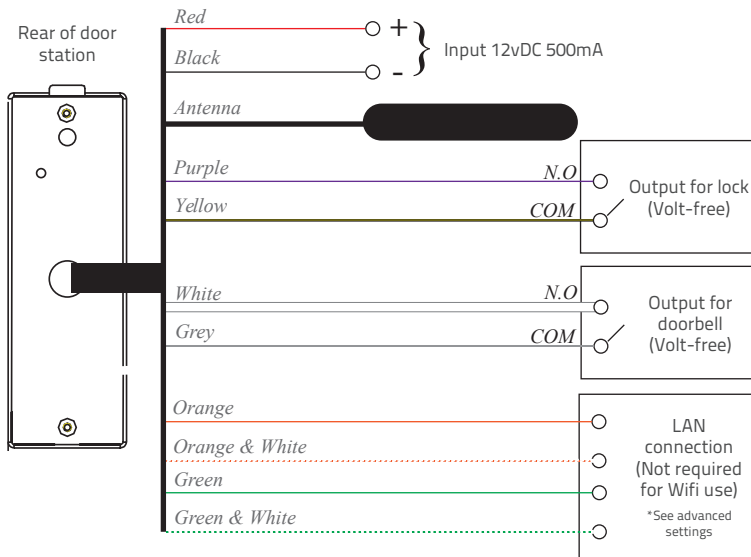 Rear of door
station
Red
+
Input 12vDC 500mA
Black
-
Antenna
Purple
N.O
Output for lock
(Volt-free)
Yellow
COM
White
N.O
Output for
doorbell
(Volt-free)
Grey
COM
Orange
Orange & White
Green
Green & White
LAN
connection
(Not required
for Wifi use)
*See advanced
settings